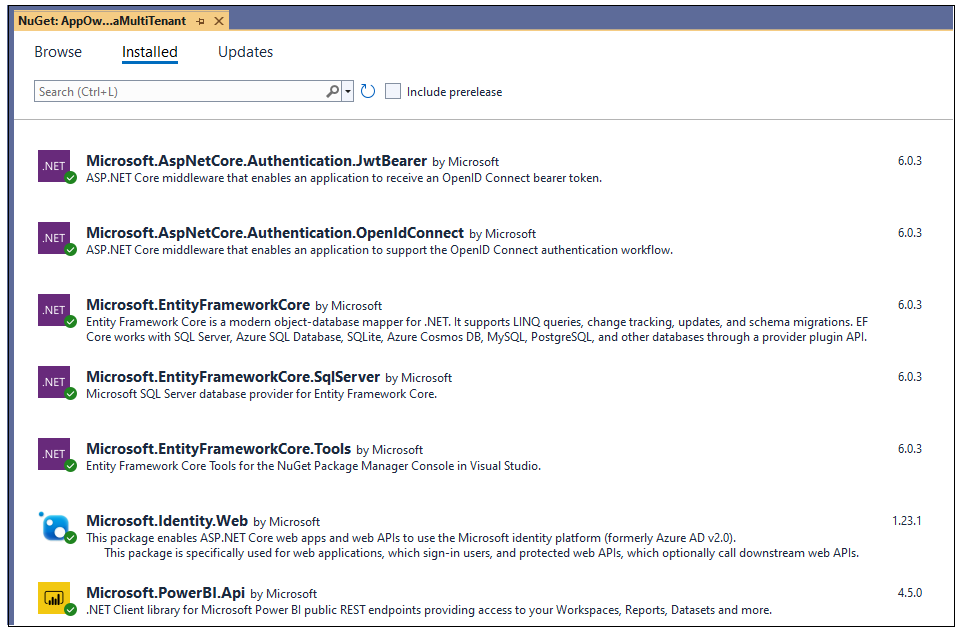 NuGet: AppOw...aMultiTenant
Browse Installed Updates
Search (Ctrl+L) Include prerelease
.NET Microsoft.AspNetCore.Authentication.JwtBearer by Microsoft 6.0.3
ASP.NET Core middleware that enables an application to receive an OpenID Connect bearer token.
.NET Microsoft.AspNetCore.Authentication.OpenIdConnect by Microsoft 6.0.3
ASP.NET Core middleware that enables an application to support the OpenID Connect authentication workflow.
.NET Microsoft.EntityFrameworkCore by Microsoft 6.0.3
Entity Framework Core is a modern object-database mapper for .NET. It supports LINQ queries, change tracking, updates, and schema migrations. EF
Core works with SQL Server, Azure SQL Database, SQLite, Azure Cosmos DB, MySQL, PostgreSQL, and other databases through a provider plugin API.
.NET Microsoft.EntityFrameworkCore.SqlServer by Microsoft 6.0.3
Microsoft SQL Server database provider for Entity Framework Core.
.NET Microsoft.EntityFrameworkCore.Tools by Microsoft 6.0.3
Entity Framework Core Tools for the NuGet Package Manager Console in Visual Studio.
Microsoft.Identity.Web by Microsoft 1.23.1
This package enables ASP.NET Core web apps and web APIs to use the Microsoft identity platform (formerly Azure AD v2.0).
This package is specifically used for web applications, which sign-in users, and protected web APIs, which optionally call downstream web APIs.
Microsoft.PowerBI.Api by Microsoft 4.5.0
.NET Client library for Microsoft Power BI public REST endpoints providing access to your Workspaces, Reports, Datasets and more.